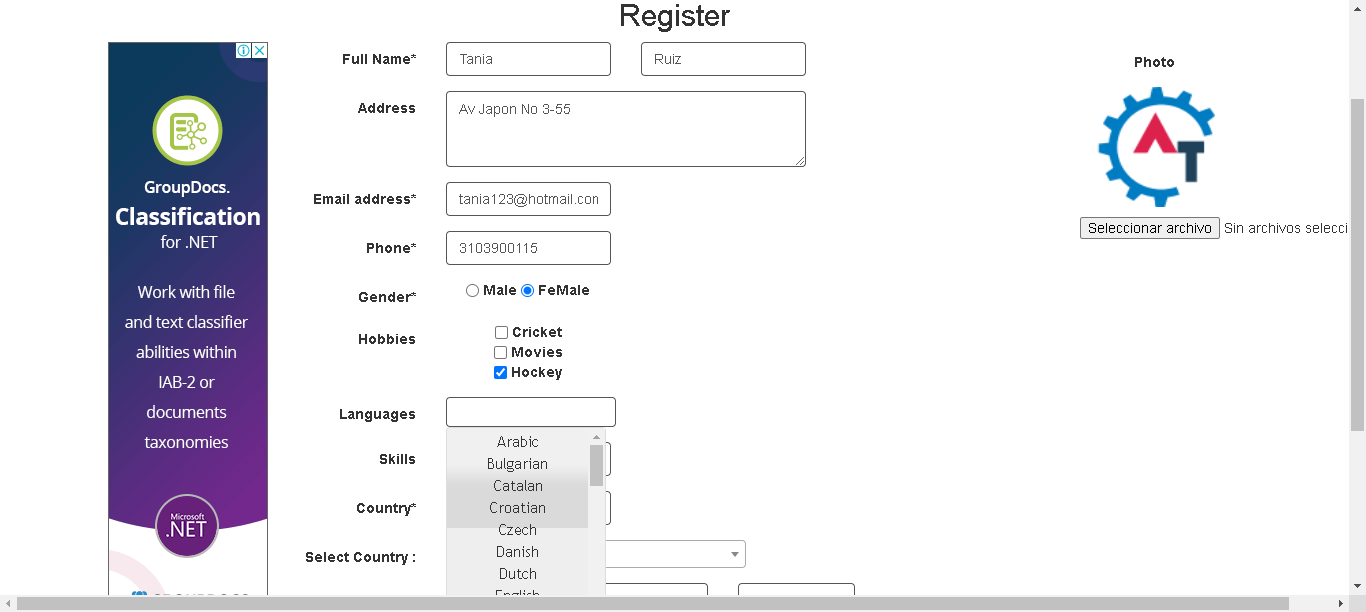 Register
Full Name*
Tania
Ruiz
Photo
Address
Av Japon No 3-55
Email address*
tania123@hotmail.con
Seleccionar archivo Sin archivos selecci
Phone*
3103900115
Gender*
Male FeMale
Hobbies
Cricket
Movies
Hockey
Languages
Arabic
Bulgarian
Catalan
Croatian
Czech
Danish
Dutch
English
Skills
Country*
Select Country :
GroupDocs.
Classification
for .NET
Work with file
and text classifier
abilities within
IAB-2 or
documents
taxonomies
Microsoft
.NET